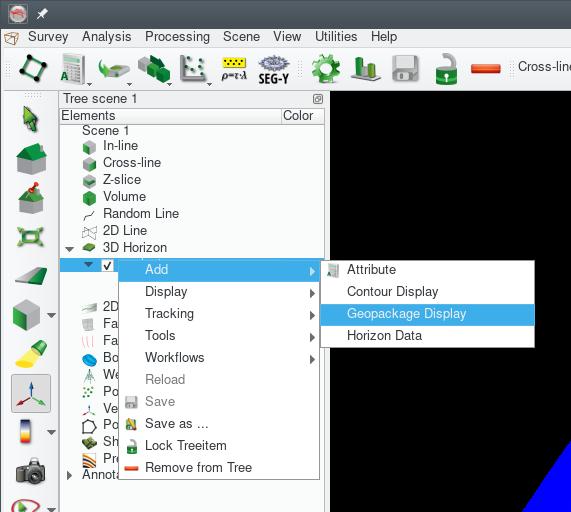 Survey Analysis Processing Scene View Utilities Help
ρ=τ·λ SEG-Y Cross-line
Tree scene 1
Elements Color
Scene 1
In-line
Cross-line
Z-slice
Volume
Random Line
2D Line
3D Horizon
Add Attribute
Display Contour Display
Tracking Geopackage Display
Tools Horizon Data
Workflows
Reload
Save
Save as ...
Lock Treeitem
Remove from Tree
2D
Fa
Fa
Bo
We
Po
Ve
Po
Sh
Pr
Annota